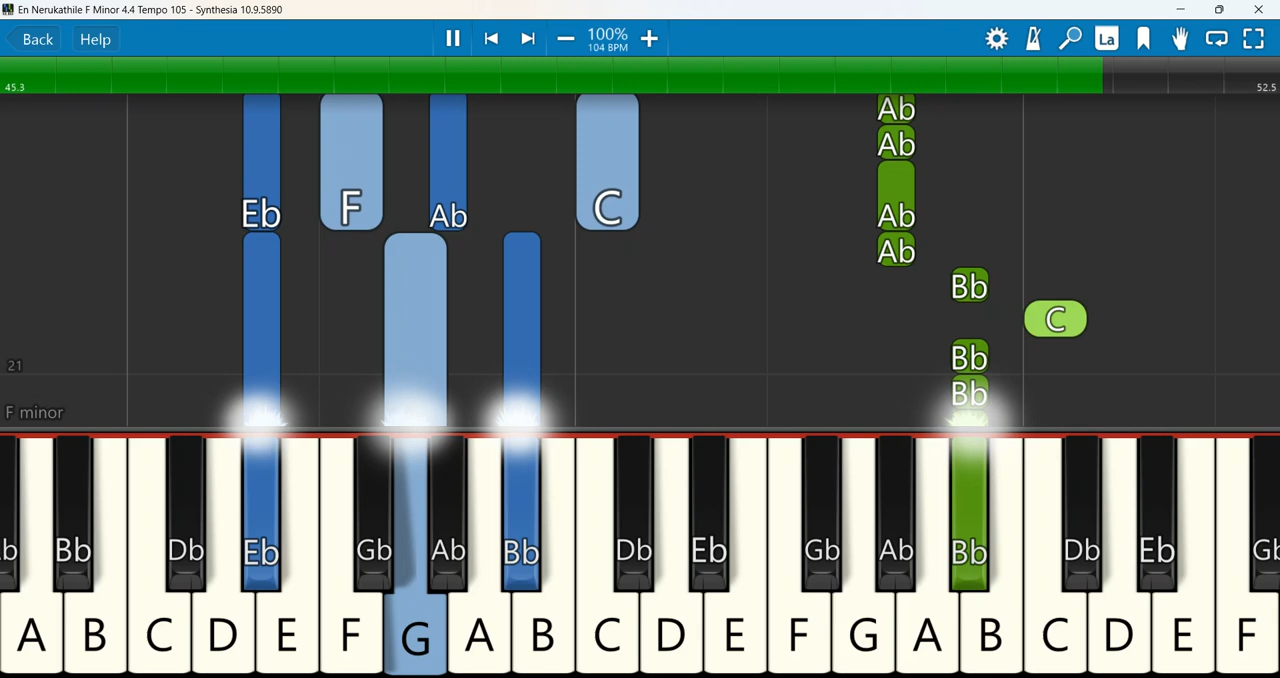 En Nerukathile F Minor 4.4 Tempo 105 - Synthesia 10.9.5890
Back Help 100% La
104 BPM
45.3 52.5
Ab
Ab
Eb F Ab C Ab
Ab
Bb
C
21 Bb
Bb
F minor
Bb Db Eb Gb Ab Bb Db Eb Gb Ab Bb Db Eb
A B C D E F G A B C D E F G A B C D E F